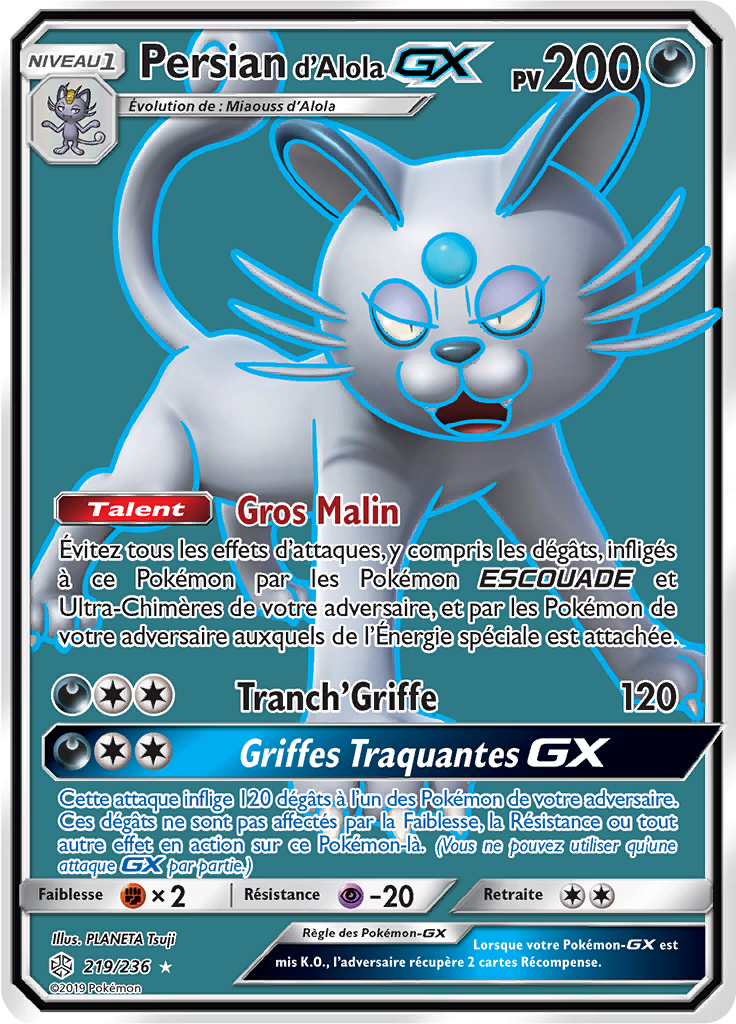 NIVEAU 1
Persian d'Alola GX
PV 200
Évolution de : Miaouss d'Alola
Talent Gros Malin
Évitez tous les effets d'attaques, y compris les dégâts, infligés
à ce Pokémon par les Pokémon ESCOUADE et
Ultra-Chimères de votre adversaire, et par les Pokémon de
votre adversaire auxquels de l'Énergie spéciale est attachée.
Tranch'Griffe 120
Griffes Traquantes GX
Cette attaque inflige 120 dégâts à l'un des Pokémon de votre adversaire.
Ces dégâts ne sont pas affectés par la Faiblesse, la Résistance ou tout
autre effet en action sur ce Pokémon-là. (Vous ne pouvez utiliser qu'une
attaque GX par partie.)
Faiblesse ×2 Résistance -20 Retraite
Illus. PLANETA Tsuji
219/236 ★
©2019 Pokémon
Règle des Pokémon-GX
Lorsque votre Pokémon-GX est
mis K.O., l'adversaire récupère 2 cartes Récompense.